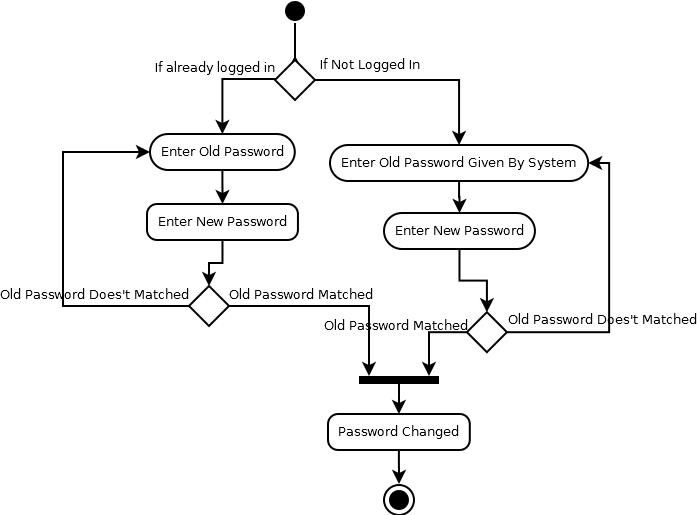 If already logged in
If Not Logged In
Enter Old Password
Enter Old Password Given By System
Enter New Password
Enter New Password
Old Password Does't Matched
Old Password Matched
Old Password Matched
Old Password Does't Matched
Password Changed